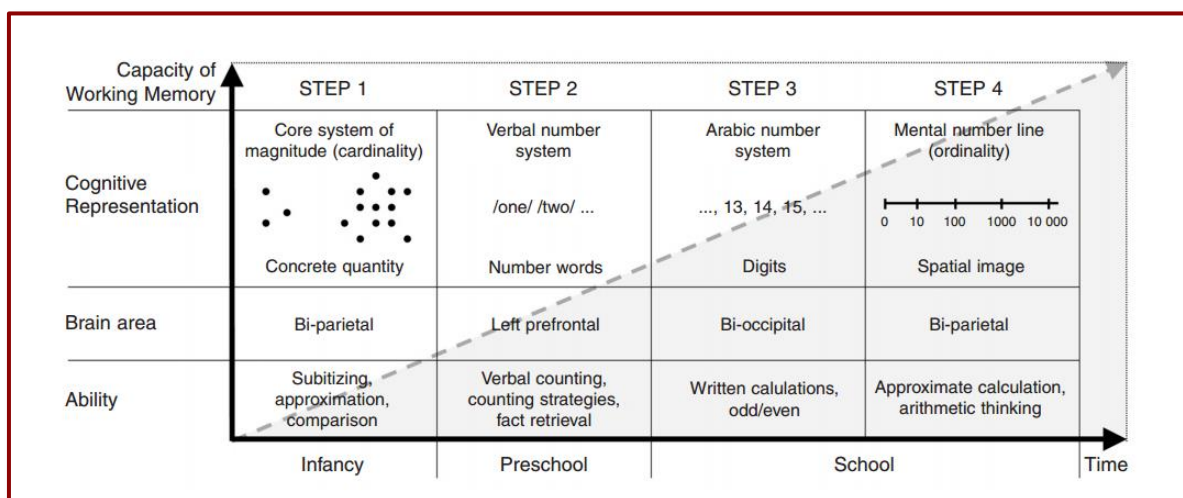 Capacity of
Working Memory
STEP 1
STEP 2
STEP 3
STEP 4
Cognitive
Representation
Core system of
magnitude (cardinality)
Concrete quantity
Verbal number
system
/one/ /two/ ...
Number words
Arabic number
system
..., 13, 14, 15, ...
Digits
Mental number line
(ordinality)
0 10 100 1000 10 000
Spatial image
Brain area
Bi-parietal
Left prefrontal
Bi-occipital
Bi-parietal
Ability
Subitizing,
approximation,
comparison
Verbal counting,
counting strategies,
fact retrieval
Written calulations,
odd/even
Approximate calculation,
arithmetic thinking
Infancy
Preschool
School
Time